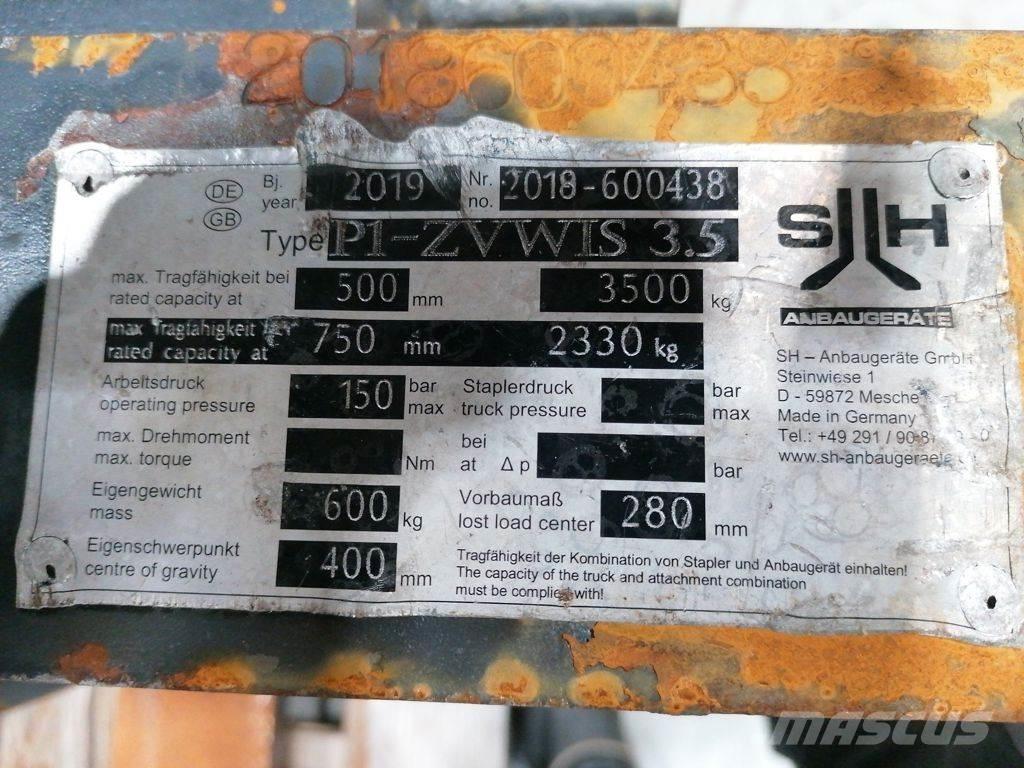 2018600438
DE Bj. 2019 Nr. 2018-600438
GB year no.
Type P1-ZVWIS 3.5
max. Tragfähigkeit bei
rated capacity at 500 mm 3500 kg
max Tragfähigkeit
rated capacity at 750 mm 2330 kg
Arbeitsdruck bar Staplerdruck bar
operating pressure 150 max truck pressure max
max. Drehmoment bei
max. torque Nm at Δ p bar
Eigengewicht Vorbaumaß
mass 600 kg lost load center 280 mm
Eigenschwerpunkt
centre of gravity 400 mm
Tragfähigkeit der Kombination von Stapler und Anbaugerät einhalten!
The capacity of the truck and attachment combination
must be complied with!
SH
ANBAUGERÄTE
SH – Anbaugeräte GmbH
Steinwiese 1
D - 59872
Made in Germany
Tel.: +49 291 /
www.sh-anbaugeraete
MASCUS